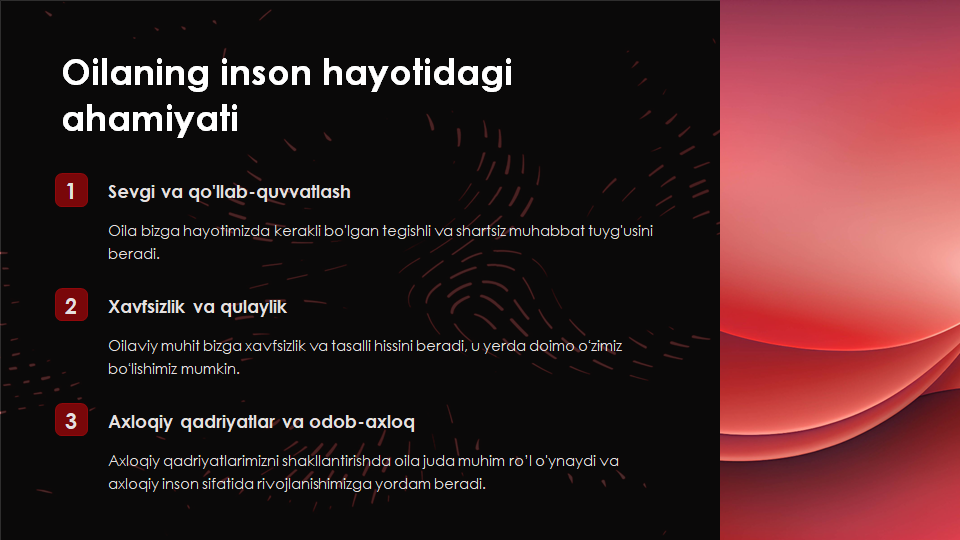 Oilaning inson hayotidagi
ahamiyati
1
Sevgi va qo'llab-quvvatlash
Oila bizga hayotimizda kerakli bo'lgan tegishli va shartsiz muhabbat tuyg'usini
beradi.
2
Xavfsizlik va qulaylik
Oilaviy muhit bizga xavfsizlik va tasalli hissini beradi, u yerda doimo o'zimiz
bo'lishimiz mumkin.
3
Axloqiy qadriyatlar va odob-axloq
Axloqiy qadriyatlarimizni shakllantirishda oila juda muhim ro'l o'ynaydi va
axloqiy inson sifatida rivojlanishimizga yordam beradi.